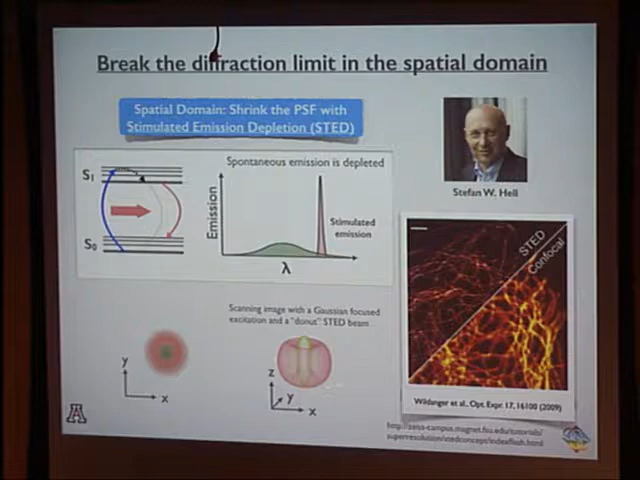 Break the diffraction limit in the spatial domain
Spatial Domain: Shrink the PSF with
Stimulated Emission Depletion (STED)
Spontaneous emission is depleted
S1
S0
Emission
Stimulated
emission
λ
Stefan W. Hell
STED
Confocal
Scanning image with a Gaussian focused
excitation and a "donut" STED beam
y
x
z
y
x
Wildanger et al., Opt. Expr. 17, 16100 (2009)
http://zeiss-campus.magnet.fsu.edu/tutorials/
superresolution/stedconcept/indexflash.html
A